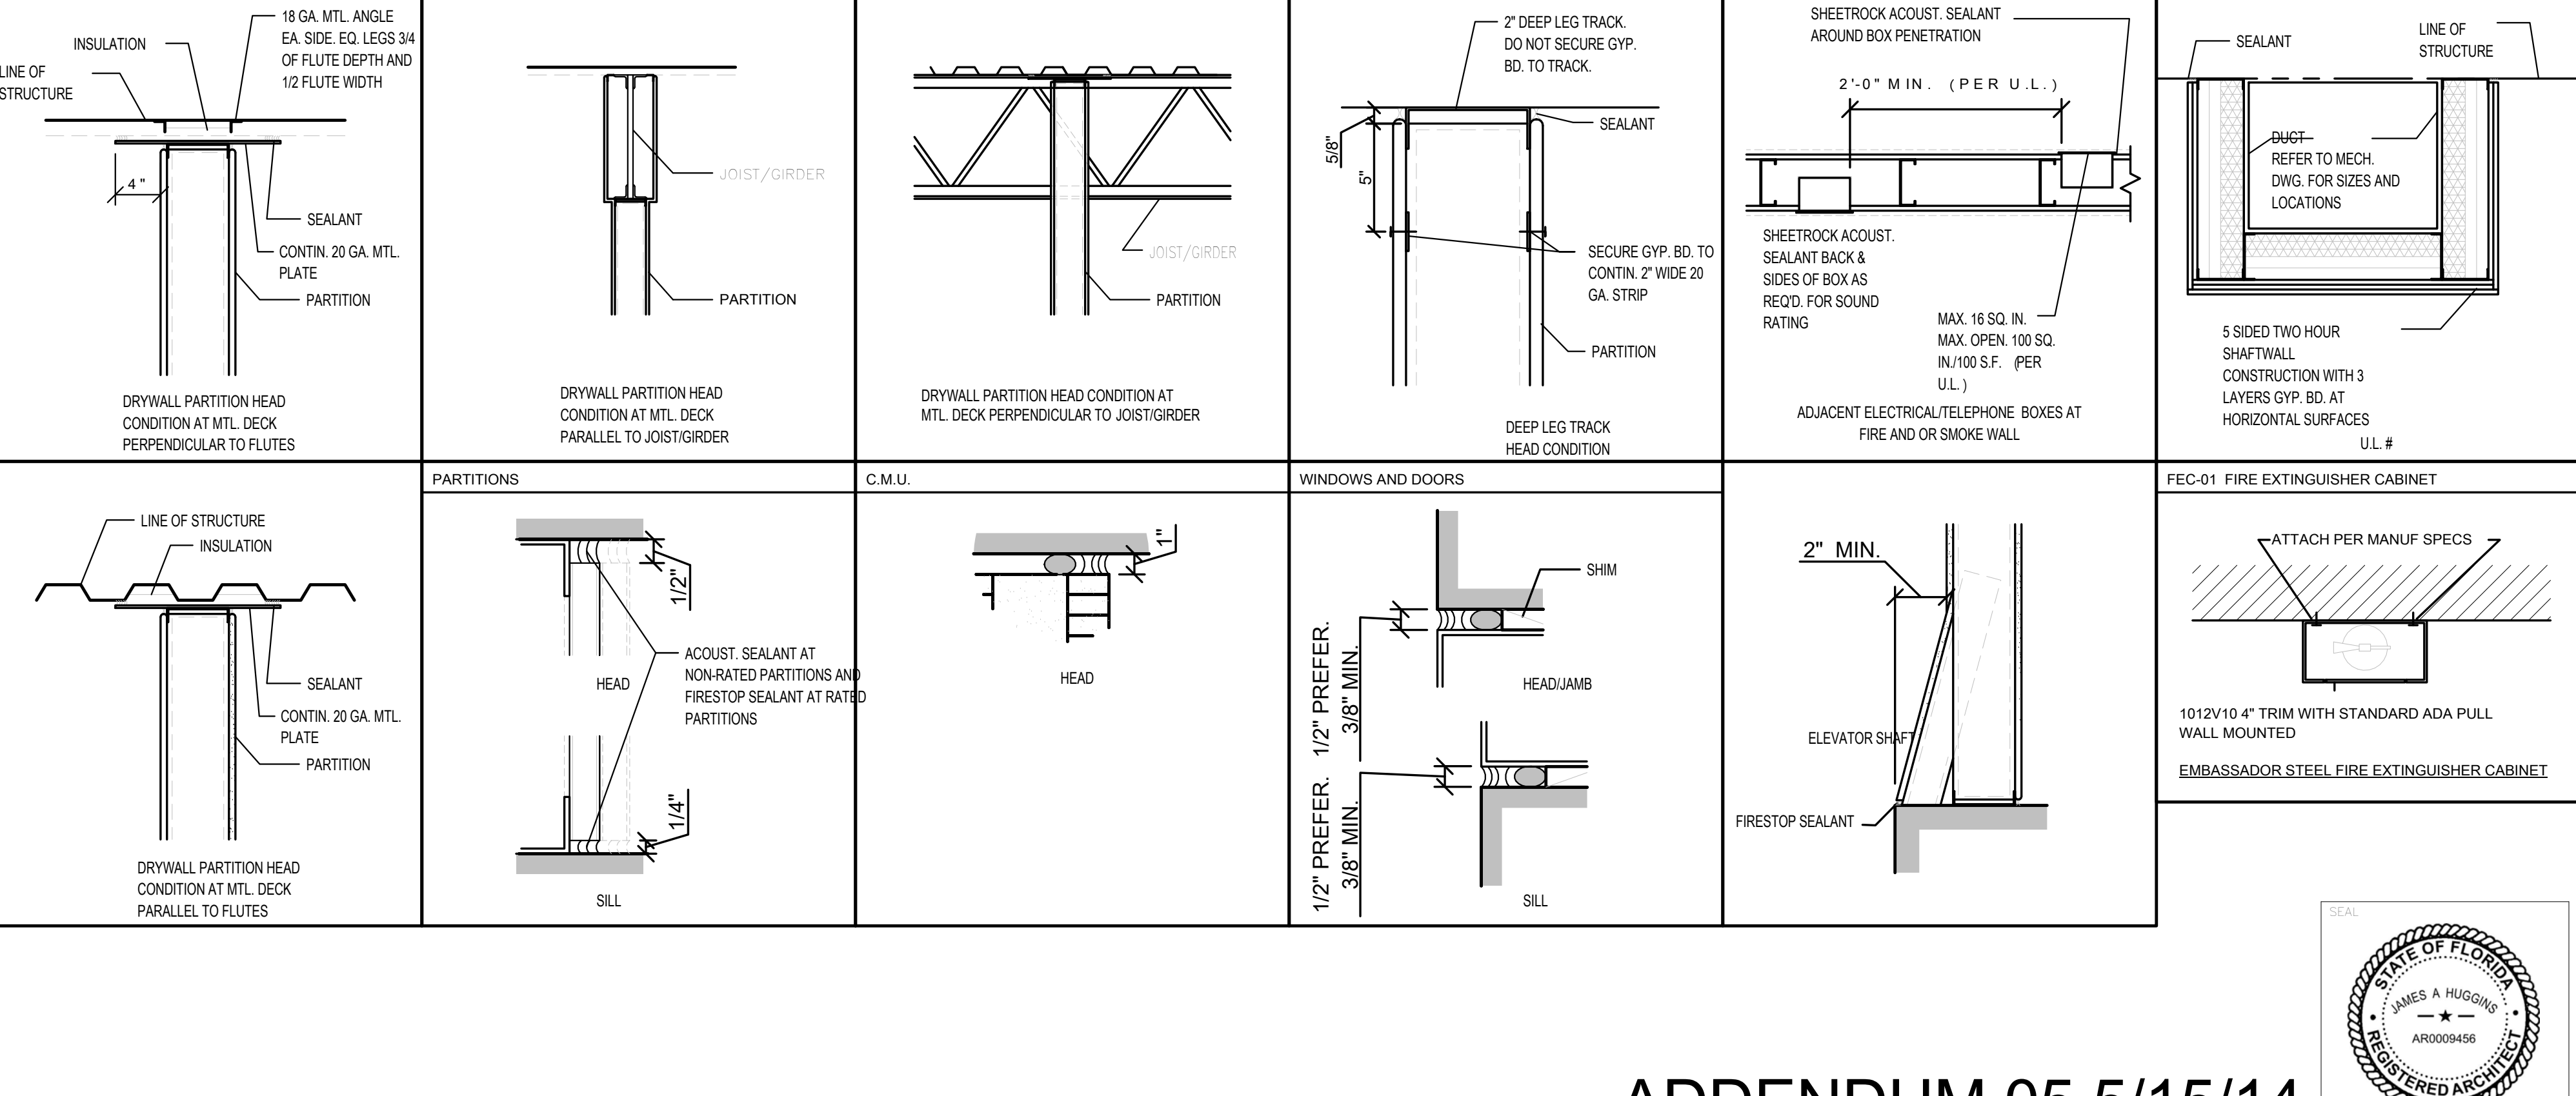 18 GA. MTL. ANGLE
EA. SIDE. EQ. LEGS 3/4
OF FLUTE DEPTH AND
1/2 FLUTE WIDTH
INSULATION
LINE OF
STRUCTURE
4"
SEALANT
CONTIN. 20 GA. MTL.
PLATE
PARTITION
DRYWALL PARTITION HEAD
CONDITION AT MTL. DECK
PERPENDICULAR TO FLUTES
JOIST/GIRDER
PARTITION
DRYWALL PARTITION HEAD
CONDITION AT MTL. DECK
PARALLEL TO JOIST/GIRDER
JOIST/GIRDER
PARTITION
DRYWALL PARTITION HEAD CONDITION AT
MTL. DECK PERPENDICULAR TO JOIST/GIRDER
2" DEEP LEG TRACK.
DO NOT SECURE GYP.
BD. TO TRACK.
5/8"
5"
SEALANT
SECURE GYP. BD. TO
CONTIN. 2" WIDE 20
GA. STRIP
PARTITION
DEEP LEG TRACK
HEAD CONDITION
SHEETROCK ACOUST. SEALANT
AROUND BOX PENETRATION
2'-0" MIN. (PER U.L.)
SHEETROCK ACOUST.
SEALANT BACK &
SIDES OF BOX AS
REQ'D. FOR SOUND
RATING
MAX. 16 SQ. IN.
MAX. OPEN. 100 SQ.
IN./100 S.F. (PER
U.L. )
ADJACENT ELECTRICAL/TELEPHONE BOXES AT
FIRE AND OR SMOKE WALL
SEALANT
LINE OF
STRUCTURE
DUCT
REFER TO MECH.
DWG. FOR SIZES AND
LOCATIONS
5 SIDED TWO HOUR
SHAFTWALL
CONSTRUCTION WITH 3
LAYERS GYP. BD. AT
HORIZONTAL SURFACES
U.L. #
LINE OF STRUCTURE
INSULATION
SEALANT
CONTIN. 20 GA. MTL.
PLATE
PARTITION
DRYWALL PARTITION HEAD
CONDITION AT MTL. DECK
PARALLEL TO FLUTES
PARTITIONS
1/2"
HEAD
ACOUST. SEALANT AT
NON-RATED PARTITIONS AND
FIRESTOP SEALANT AT RATED
PARTITIONS
1/4"
SILL
C.M.U.
1"
HEAD
WINDOWS AND DOORS
SHIM
1/2" PREFER.
3/8" MIN.
HEAD/JAMB
1/2" PREFER.
3/8" MIN.
SILL
2" MIN.
ELEVATOR SHAFT
FIRESTOP SEALANT
FEC-01 FIRE EXTINGUISHER CABINET
ATTACH PER MANUF SPECS
1012V10 4" TRIM WITH STANDARD ADA PULL
WALL MOUNTED
EMBASSADOR STEEL FIRE EXTINGUISHER CABINET
SEAL
STATE OF FLORIDA
JAMES A HUGGINS
AR0009456
REGISTERED ARCHITECT
ADDENDUM 05 5/15/14